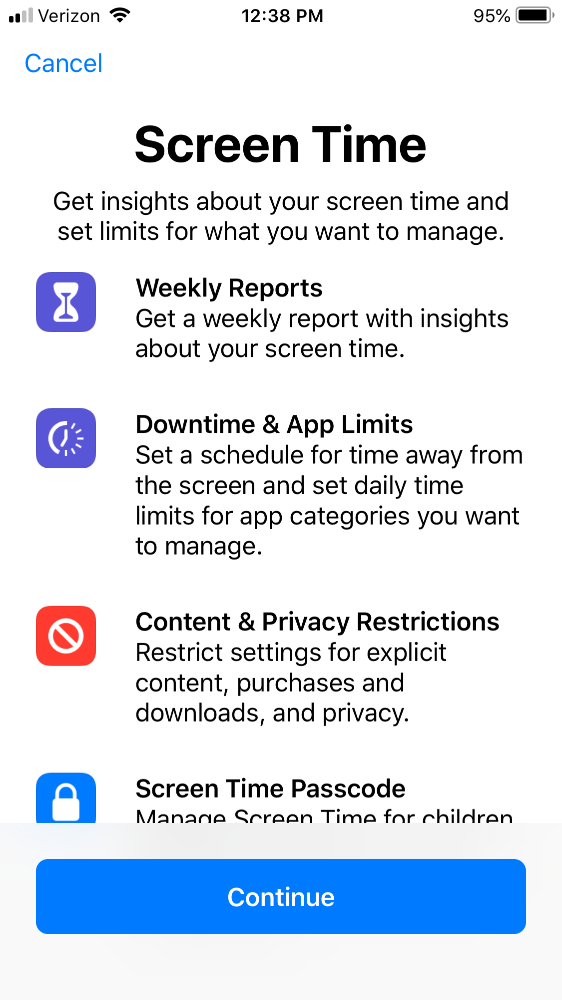 Verizon 12:38 PM 95%
Cancel
Screen Time
Get insights about your screen time and
set limits for what you want to manage.
Weekly Reports
Get a weekly report with insights
about your screen time.
Downtime & App Limits
Set a schedule for time away from
the screen and set daily time
limits for app categories you want
to manage.
Content & Privacy Restrictions
Restrict settings for explicit
content, purchases and
downloads, and privacy.
Screen Time Passcode
Manage Screen Time for children
Continue